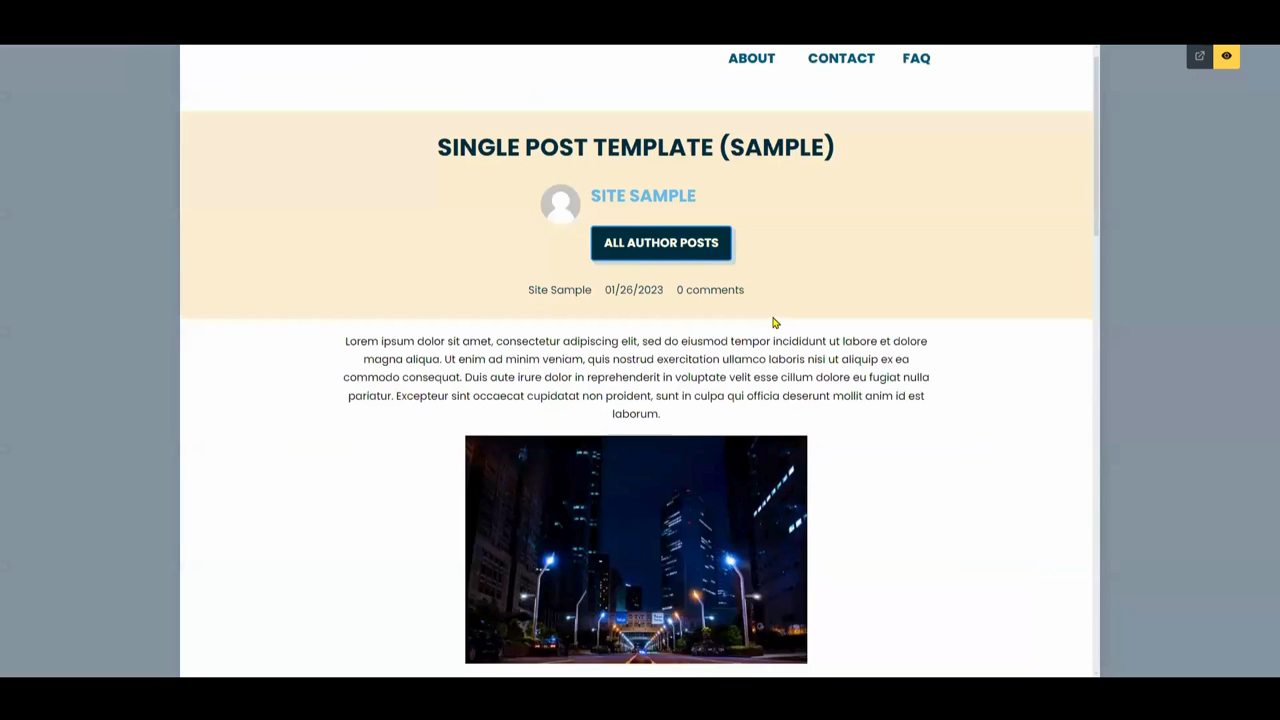 ABOUT CONTACT FAQ
SINGLE POST TEMPLATE (SAMPLE)
SITE SAMPLE
ALL AUTHOR POSTS
Site Sample 01/26/2023 0 comments
Lorem ipsum dolor sit amet, consectetur adipiscing elit, sed do eiusmod tempor incididunt ut labore et dolore
magna aliqua. Ut enim ad minim veniam, quis nostrud exercitation ullamco laboris nisi ut aliquip ex ea
commodo consequat. Duis aute irure dolor in reprehenderit in voluptate velit esse cillum dolore eu fugiat nulla
pariatur. Excepteur sint occaecat cupidatat non proident, sunt in culpa qui officia deserunt mollit anim id est
laborum.